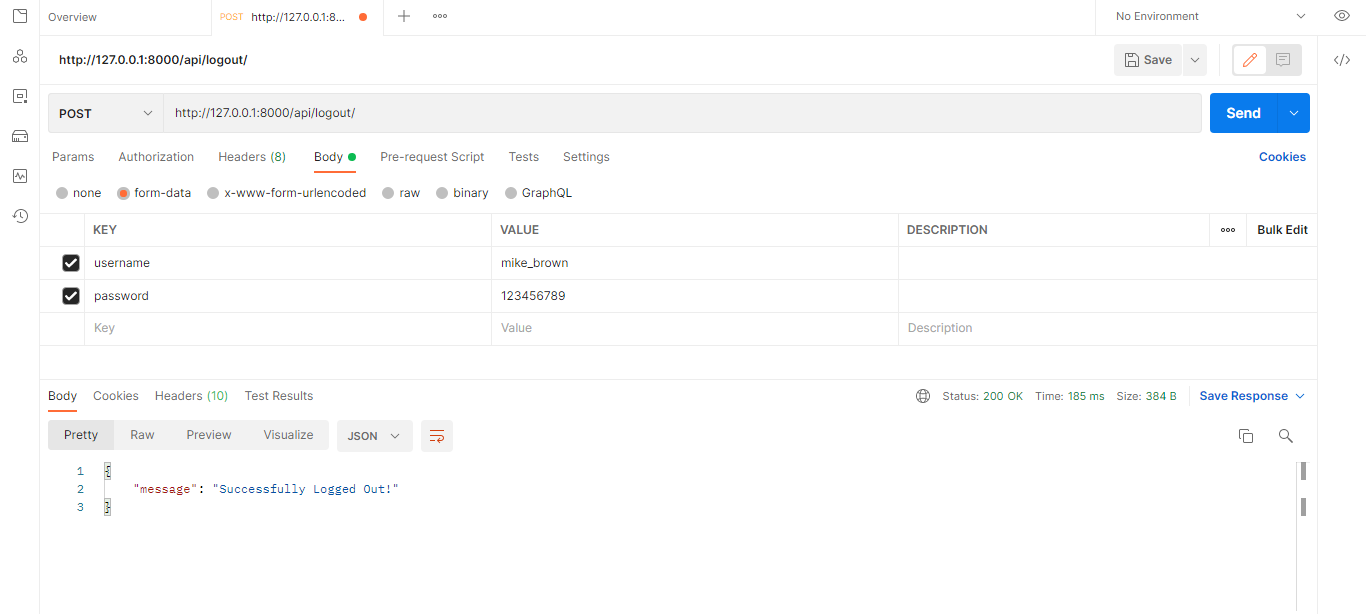 Overview
POST http://127.0.0.1:8...
No Environment
http://127.0.0.1:8000/api/logout/
Save
POST http://127.0.0.1:8000/api/logout/
Send
Params Authorization Headers (8) Body Pre-request Script Tests Settings Cookies
none form-data x-www-form-urlencoded raw binary GraphQL
KEY VALUE DESCRIPTION Bulk Edit
username mike_brown
password 123456789
Key Value Description
Body Cookies Headers (10) Test Results Status: 200 OK Time: 185 ms Size: 384 B Save Response
Pretty Raw Preview Visualize JSON
1 {
2 "message": "Successfully Logged Out!"
3 }